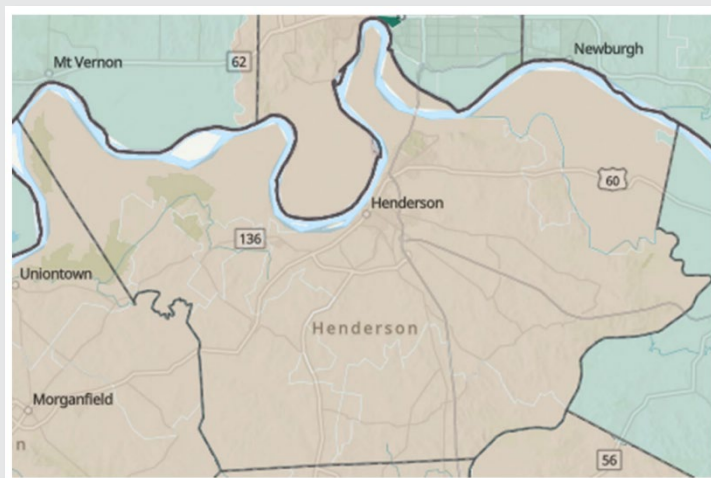 Mt Vernon
62
Newburgh
60
Henderson
136
Uniontown
Henderson
Morganfield
n
56